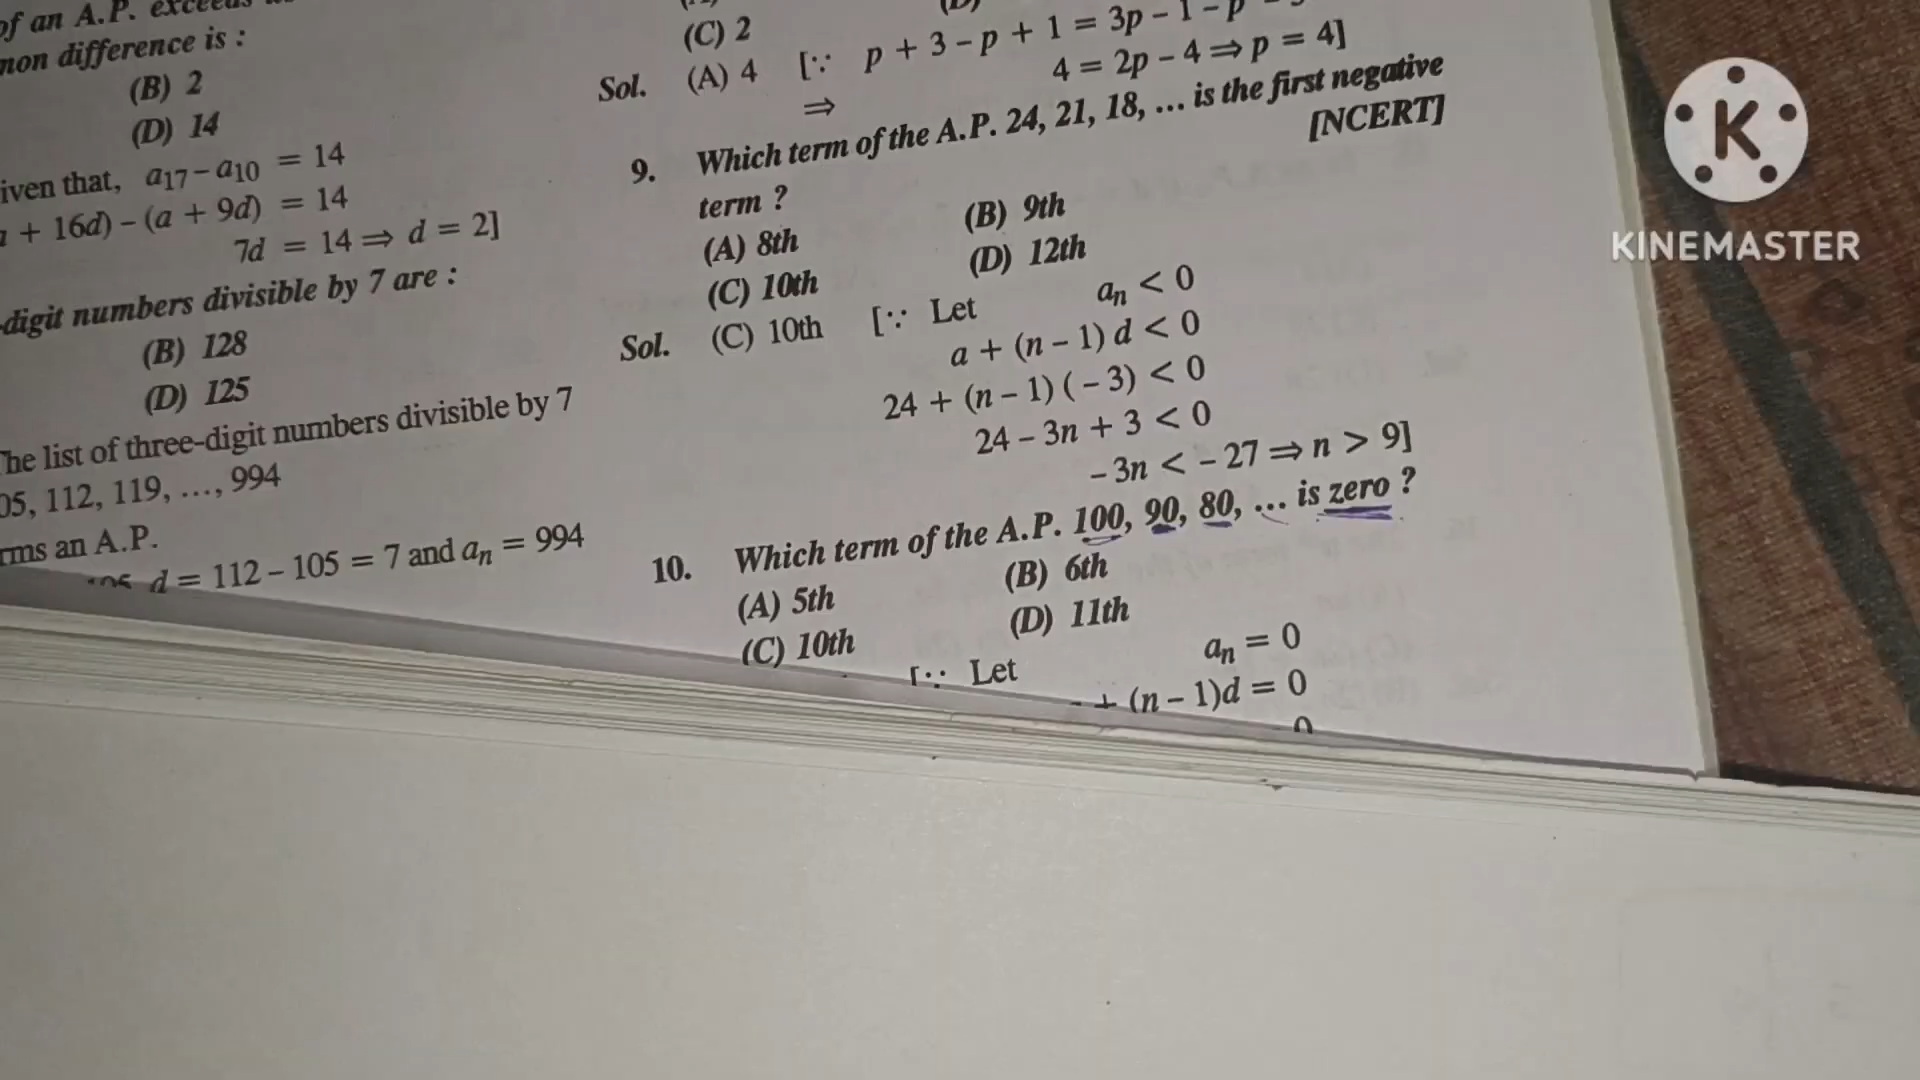 of an A.P. exceeds
non difference is :
(B) 2
(D) 14
iven that, a₁₇ – a₁₀ = 14
+ 16d) – (a + 9d) = 14
7d = 14 ⇒ d = 2]
-digit numbers divisible by 7 are :
(B) 128
(D) 125
The list of three-digit numbers divisible by 7
05, 112, 119, ..., 994
rms an A.P.
d = 112 – 105 = 7 and aₙ = 994
(C) 2
Sol. (A) 4 [∵ p + 3 – p + 1 = 3p – 1 – p
⇒ 4 = 2p – 4 ⇒ p = 4]
9. Which term of the A.P. 24, 21, 18, ... is the first negative
term ? [NCERT]
(A) 8th (B) 9th
(C) 10th (D) 12th
Sol. (C) 10th [∵ Let aₙ < 0
a + (n – 1) d < 0
24 + (n – 1) (– 3) < 0
24 – 3n + 3 < 0
– 3n < – 27 ⇒ n > 9]
10. Which term of the A.P. 100, 90, 80, ... is zero ?
(A) 5th (B) 6th
(C) 10th (D) 11th
[∵ Let aₙ = 0
+ (n – 1)d = 0
0
K
KINEMASTER